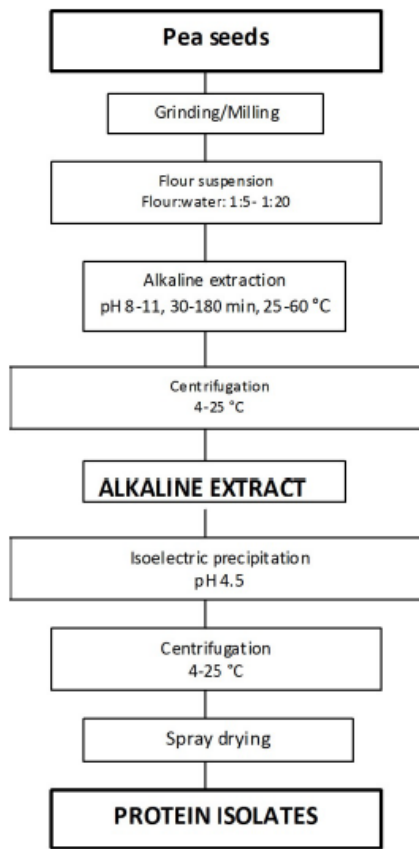 Pea seeds
Grinding/Milling
Flour suspension
Flour:water: 1:5- 1:20
Alkaline extraction
pH 8-11, 30-180 min, 25-60 °C
Centrifugation
4-25 °C
ALKALINE EXTRACT
Isoelectric precipitation
pH 4.5
Centrifugation
4-25 °C
Spray drying
PROTEIN ISOLATES